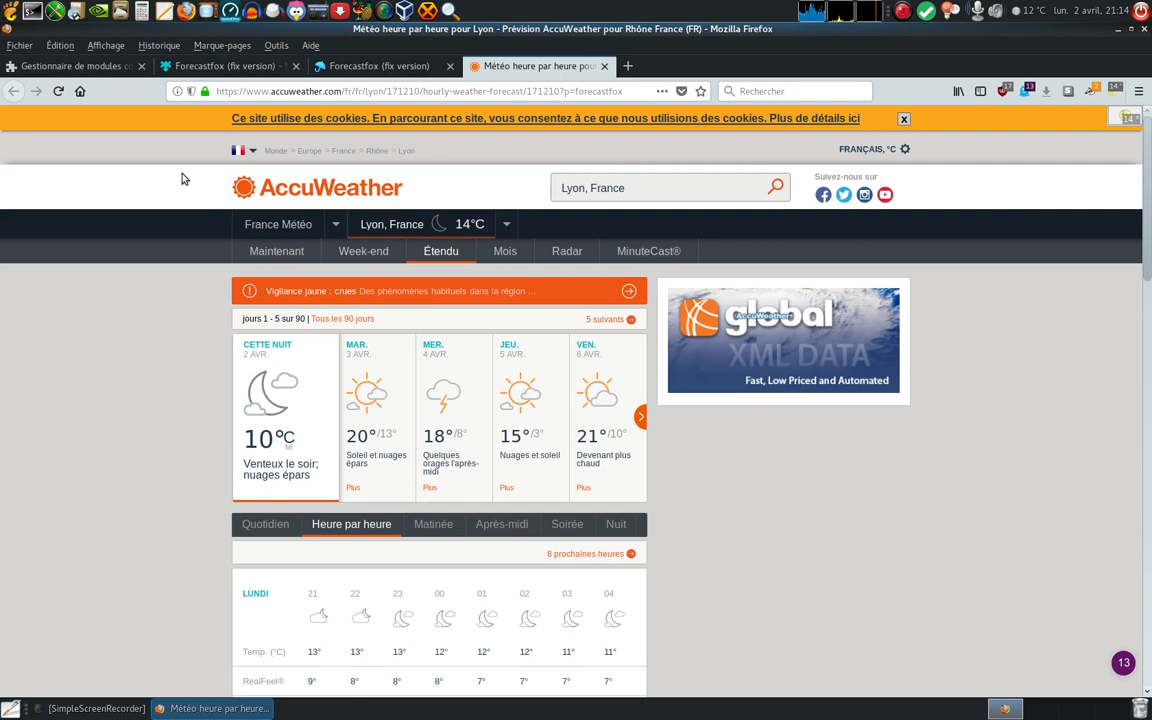 12 °C lun. 2 avril, 21:14
Météo heure par heure pour Lyon - Prévision AccuWeather pour Rhône France (FR) - Mozilla Firefox
Fichier Édition Affichage Historique Marque-pages Outils Aide
Gestionnaire de modules co Forecastfox (fix version) - M Forecastfox (fix version) Météo heure par heure pou
https://www.accuweather.com/fr/fr/lyon/171210/hourly-weather-forecast/171210?p=forecastfox Rechercher 17 13 2 14°
Ce site utilise des cookies. En parcourant ce site, vous consentez à ce que nous utilisions des cookies. Plus de détails ici x 14°
Monde > Europe > France > Rhône > Lyon FRANÇAIS, °C
AccuWeather Lyon, France Suivez-nous sur
France Météo Lyon, France 14°C
Maintenant Week-end Étendu Mois Radar MinuteCast®
Vigilance jaune : crues Des phénomènes habituels dans la région ...
jours 1 - 5 sur 90 | Tous les 90 jours 5 suivants
CETTE NUIT MAR. MER. JEU. VEN.
2 AVR. 3 AVR. 4 AVR. 5 AVR. 6 AVR.
10°C MI 20°/13° 18°/8° 15°/3° 21°/10°
Venteux le soir; nuages épars
Soleil et nuages épars
Quelques orages l'après-midi
Nuages et soleil
Devenant plus chaud
Plus Plus Plus Plus
global AccuWeather
XML DATA
Fast, Low Priced and Automated
Quotidien Heure par heure Matinée Après-midi Soirée Nuit
8 prochaines heures
LUNDI 21 22 23 00 01 02 03 04
Temp. (°C) 13° 13° 13° 12° 12° 12° 11° 11°
RealFeel® 9° 8° 8° 8° 7° 7° 7° 7°
13
[SimpleScreenRecorder] Météo heure par heure...